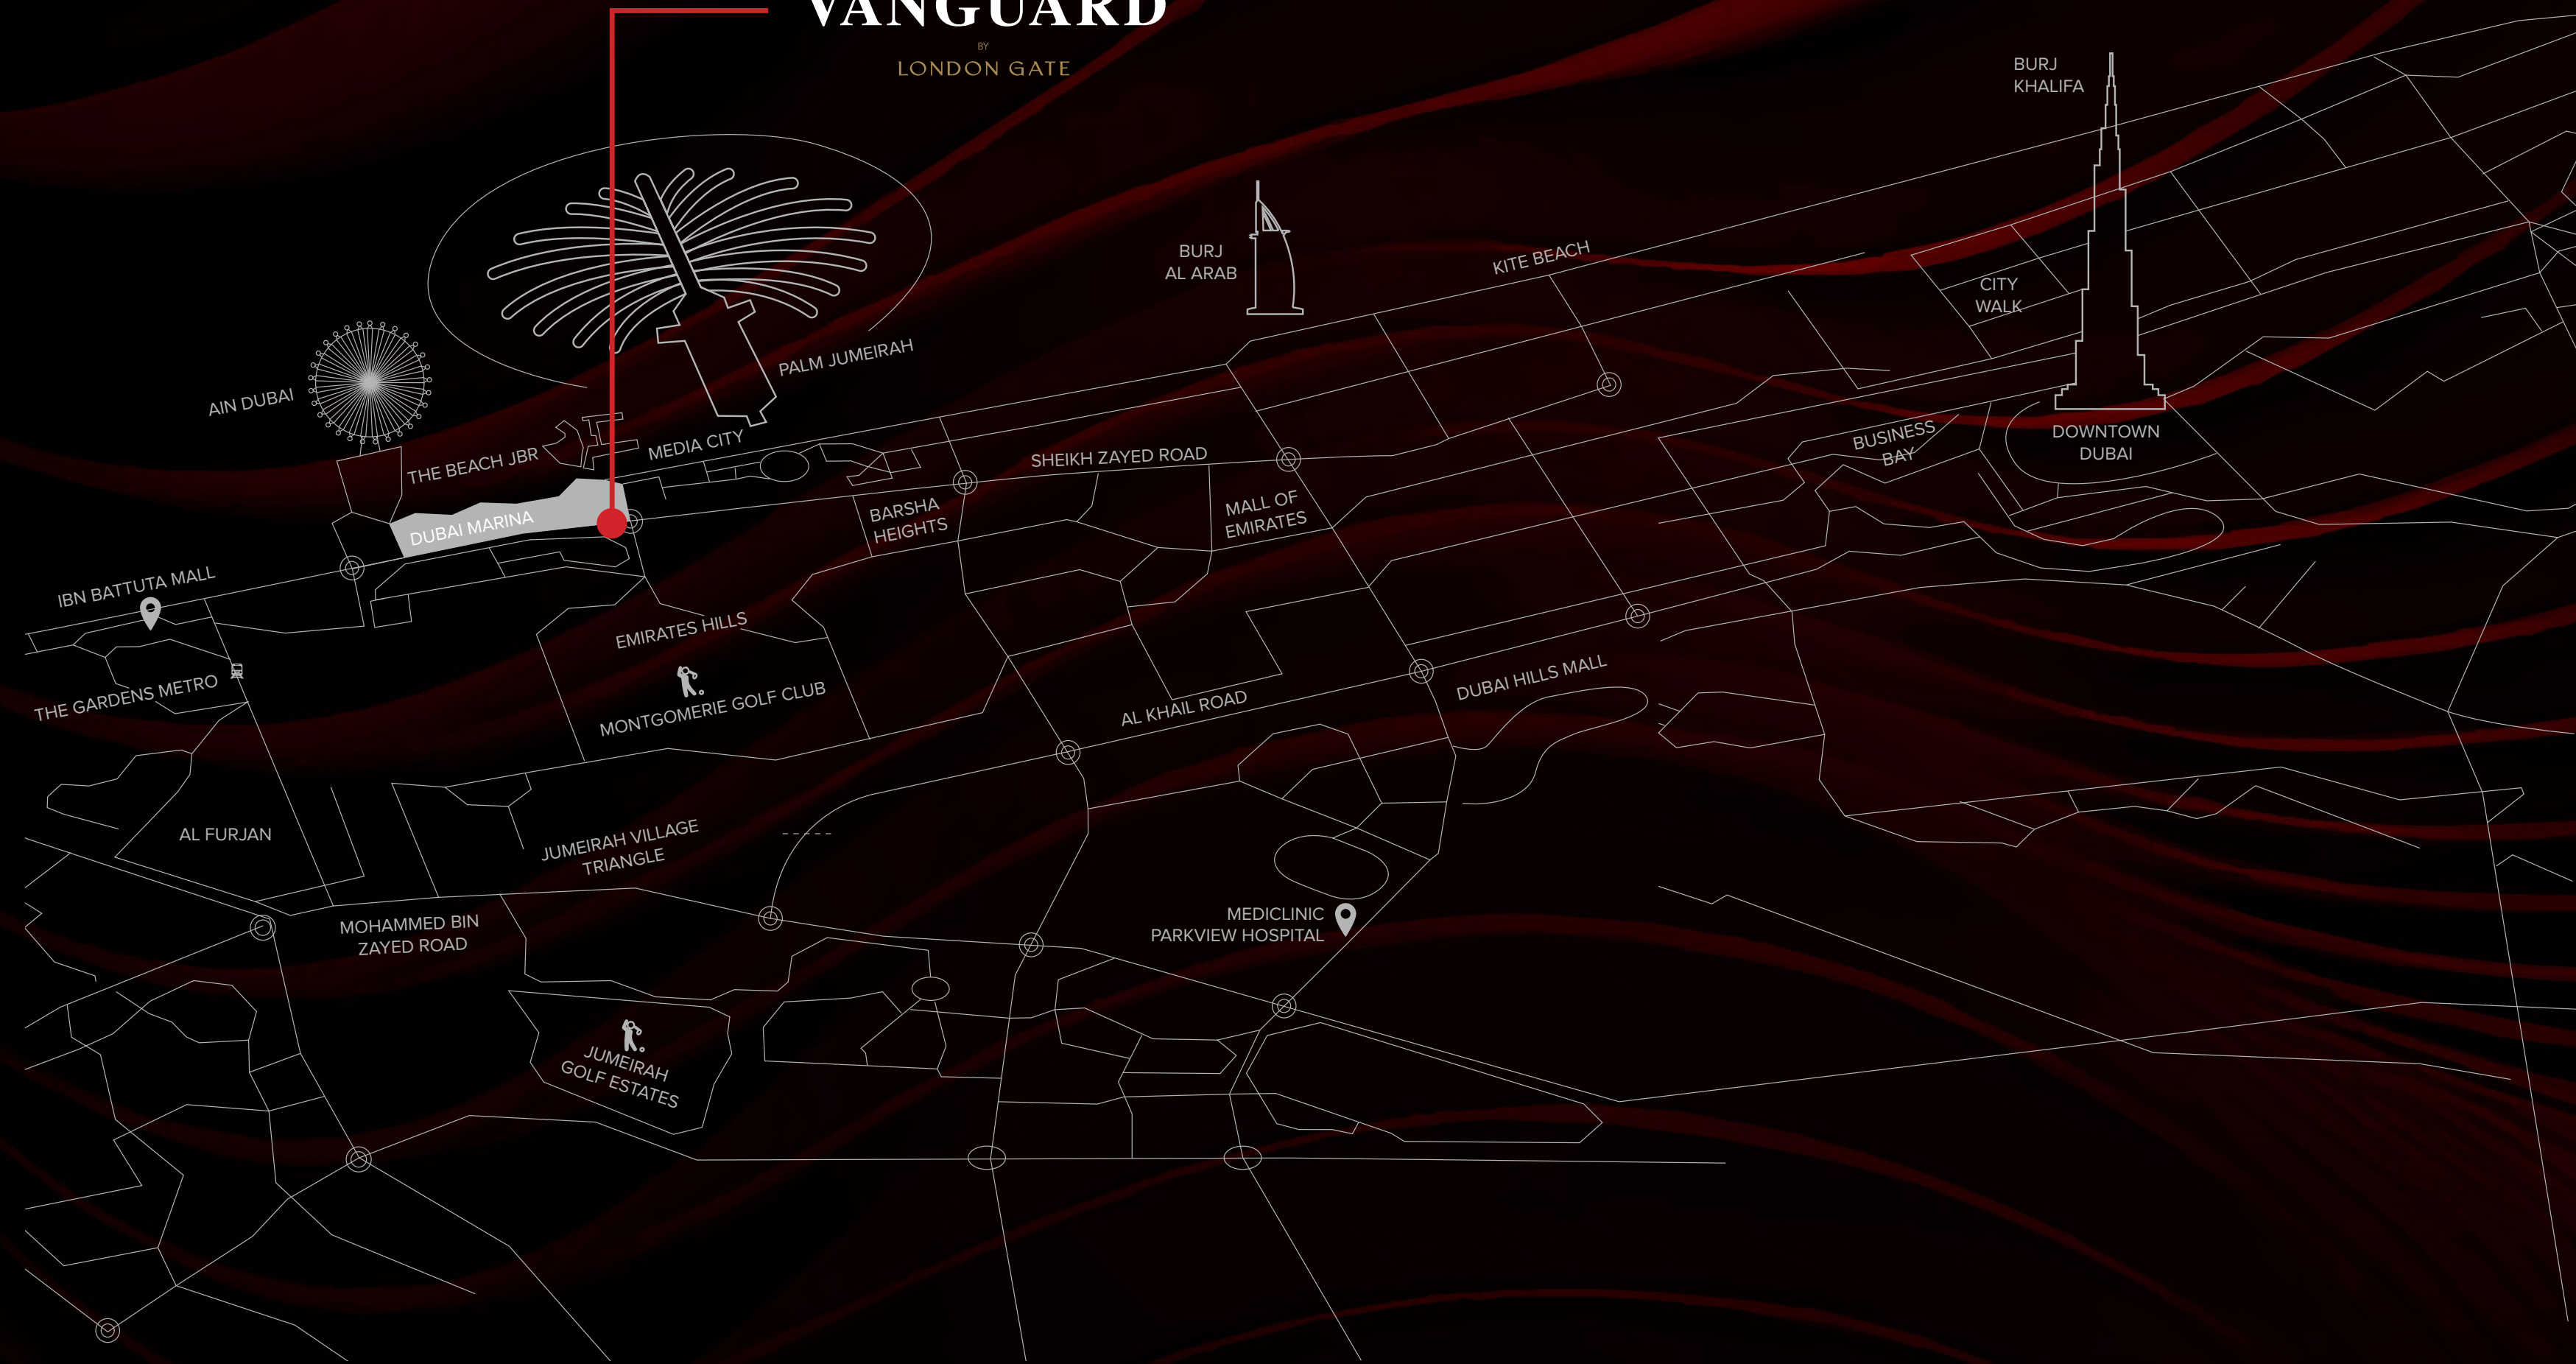 VANGUARD
BY
LONDON GATE
BURJ
KHALIFA
BURJ
AL ARAB
KITE BEACH
CITY
WALK
PALM JUMEIRAH
AIN DUBAI
THE BEACH JBR
MEDIA CITY
SHEIKH ZAYED ROAD
BUSINESS
BAY
DOWNTOWN
DUBAI
DUBAI MARINA
BARSHA
HEIGHTS
MALL OF
EMIRATES
IBN BATTUTA MALL
EMIRATES HILLS
THE GARDENS METRO
MONTGOMERIE GOLF CLUB
AL KHAIL ROAD
DUBAI HILLS MALL
AL FURJAN
JUMEIRAH VILLAGE
TRIANGLE
MOHAMMED BIN
ZAYED ROAD
MEDICLINIC
PARKVIEW HOSPITAL
JUMEIRAH
GOLF ESTATES